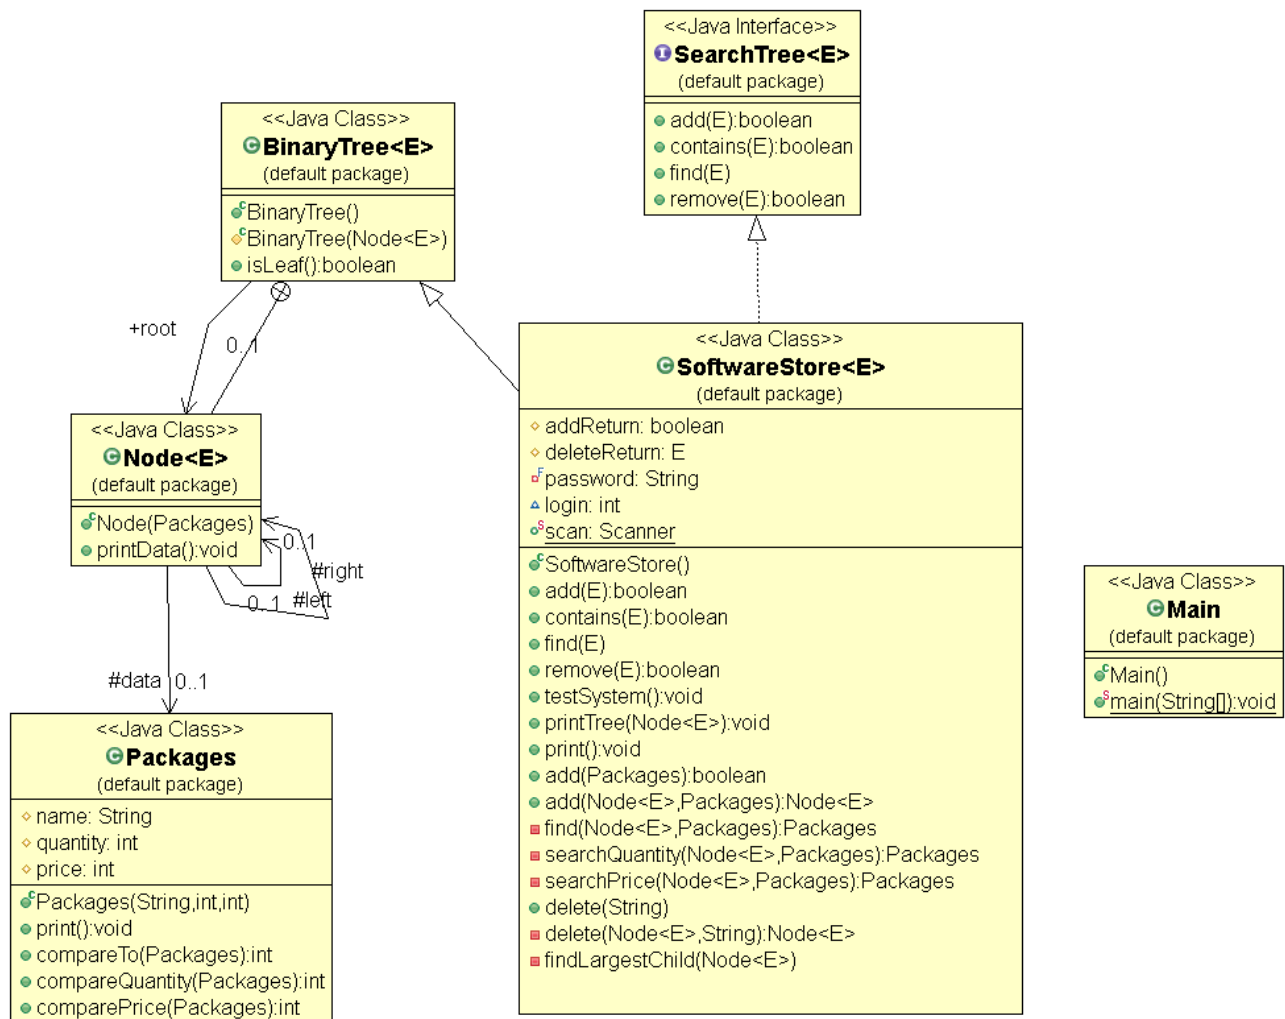 <<Java Interface>>
SearchTree<E>
(default package)
add(E):boolean
contains(E):boolean
find(E)
remove(E):boolean
<<Java Class>>
BinaryTree<E>
(default package)
BinaryTree()
BinaryTree(Node<E>)
isLeaf():boolean
+root
0..1
<<Java Class>>
Node<E>
(default package)
Node(Packages)
printData():void
0..1
#right
0..1
#left
#data
0..1
<<Java Class>>
Packages
(default package)
name: String
quantity: int
price: int
Packages(String,int,int)
print():void
compareTo(Packages):int
compareQuantity(Packages):int
comparePrice(Packages):int
<<Java Class>>
SoftwareStore<E>
(default package)
addReturn: boolean
deleteReturn: E
password: String
login: int
scan: Scanner
SoftwareStore()
add(E):boolean
contains(E):boolean
find(E)
remove(E):boolean
testSystem():void
printTree(Node<E>):void
print():void
add(Packages):boolean
add(Node<E>,Packages):Node<E>
find(Node<E>,Packages):Packages
searchQuantity(Node<E>,Packages):Packages
searchPrice(Node<E>,Packages):Packages
delete(String)
delete(Node<E>,String):Node<E>
findLargestChild(Node<E>)
<<Java Class>>
Main
(default package)
Main()
main(String[]):void